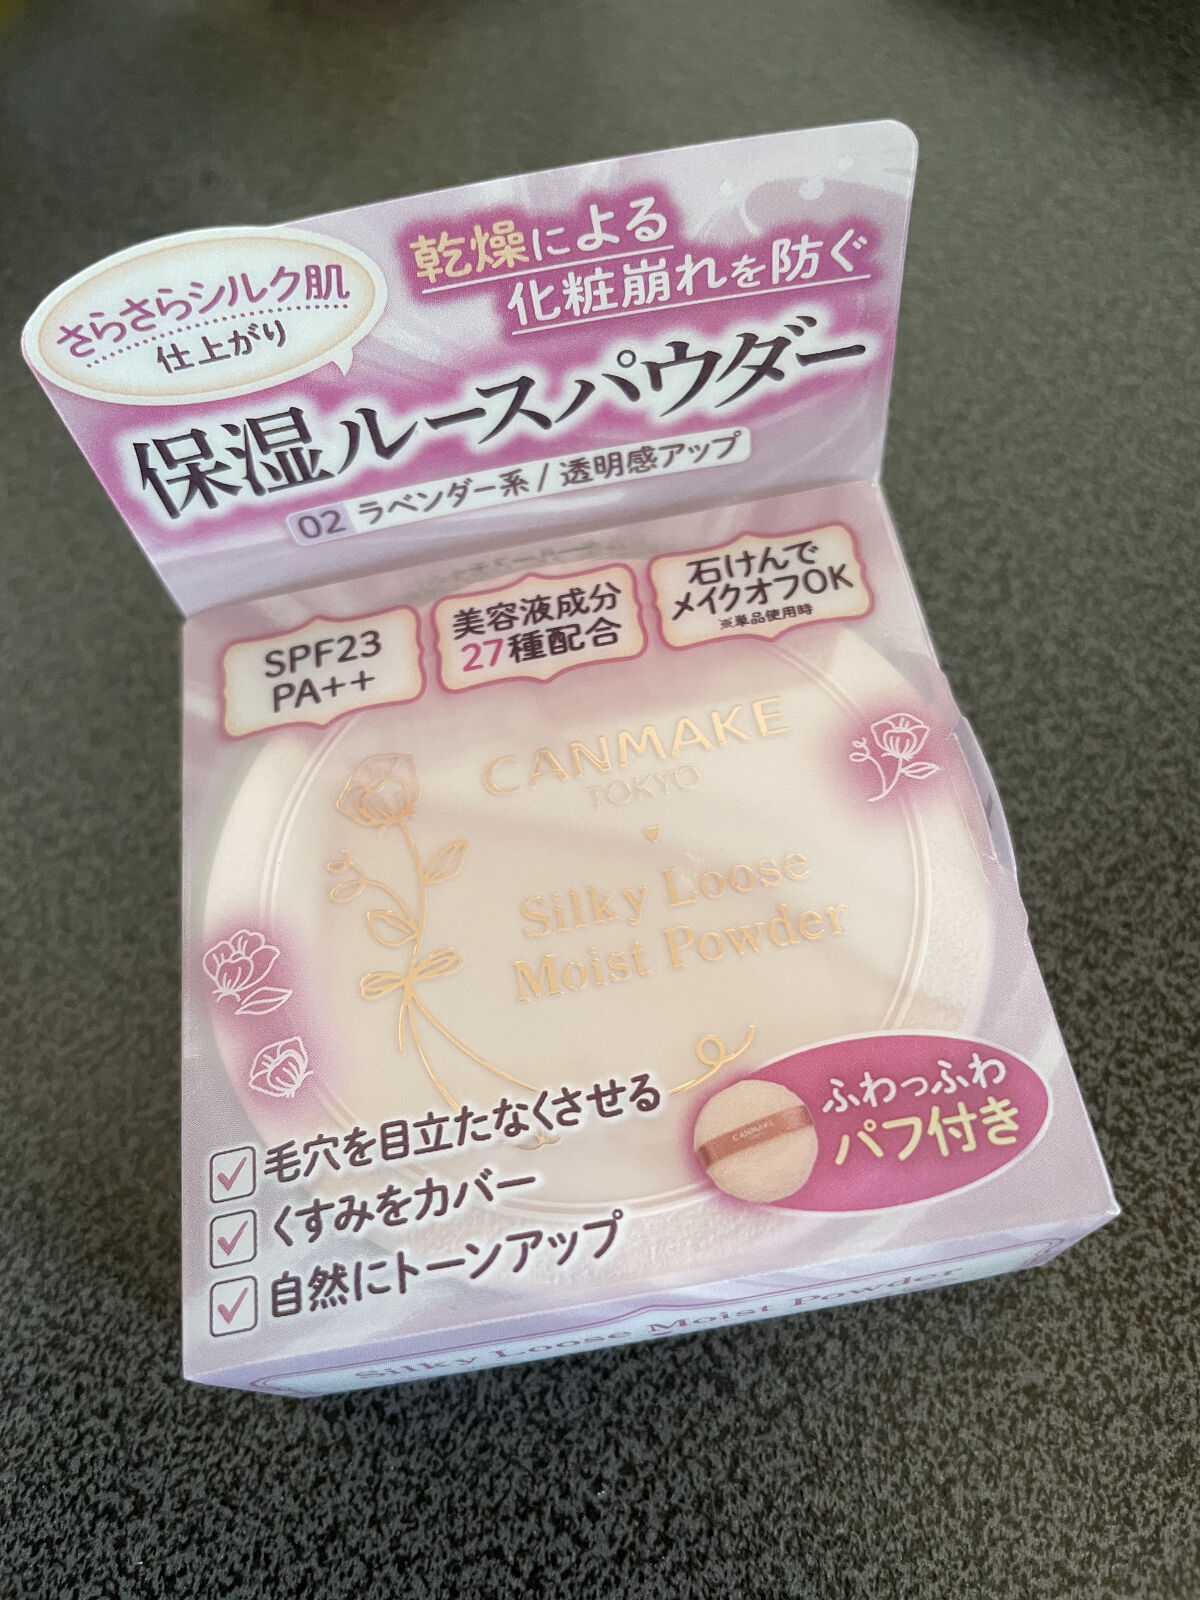 さらさらシルク肌
仕上がり
乾燥による
化粧崩れを防ぐ
保湿ルースパウダー
02 ラベンダー系 / 透明感アップ
SPF23
PA++
美容液成分
27種配合
石けんで
メイクオフOK
※単品使用時
CANMAKE
TOKYO
Silky Loose
Moist Powder
毛穴を目立たなくさせる
くすみをカバー
自然にトーンアップ
CANMAKE
ふわっふわ
パフ付き
Silky Loose Moist Powder